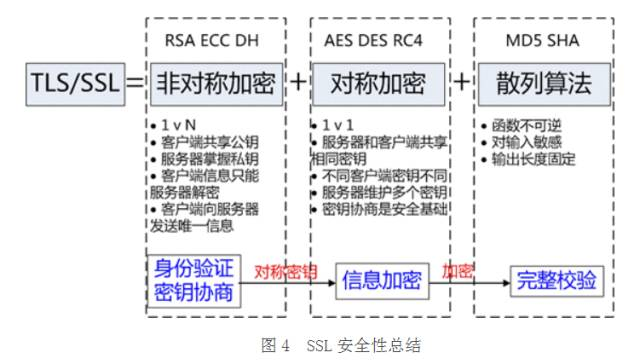 RSA ECC DH
AES DES RC4
MD5 SHA
TLS/SSL = 非对称加密 + 对称加密 + 散列算法
• 1 v N
• 客户端共享公钥
• 服务器掌握私钥
• 客户端信息只能
服务器解密
• 客户端向服务器
发送唯一信息
• 1 v 1
• 服务器和客户端共享
相同密钥
• 不同客户端密钥不同
• 服务器维护多个密钥
• 密钥协商是安全基础
• 函数不可逆
• 对输入敏感
• 输出长度固定
身份验证
密钥协商
对称密钥
信息加密
加密
完整校验
图4 SSL 安全性总结